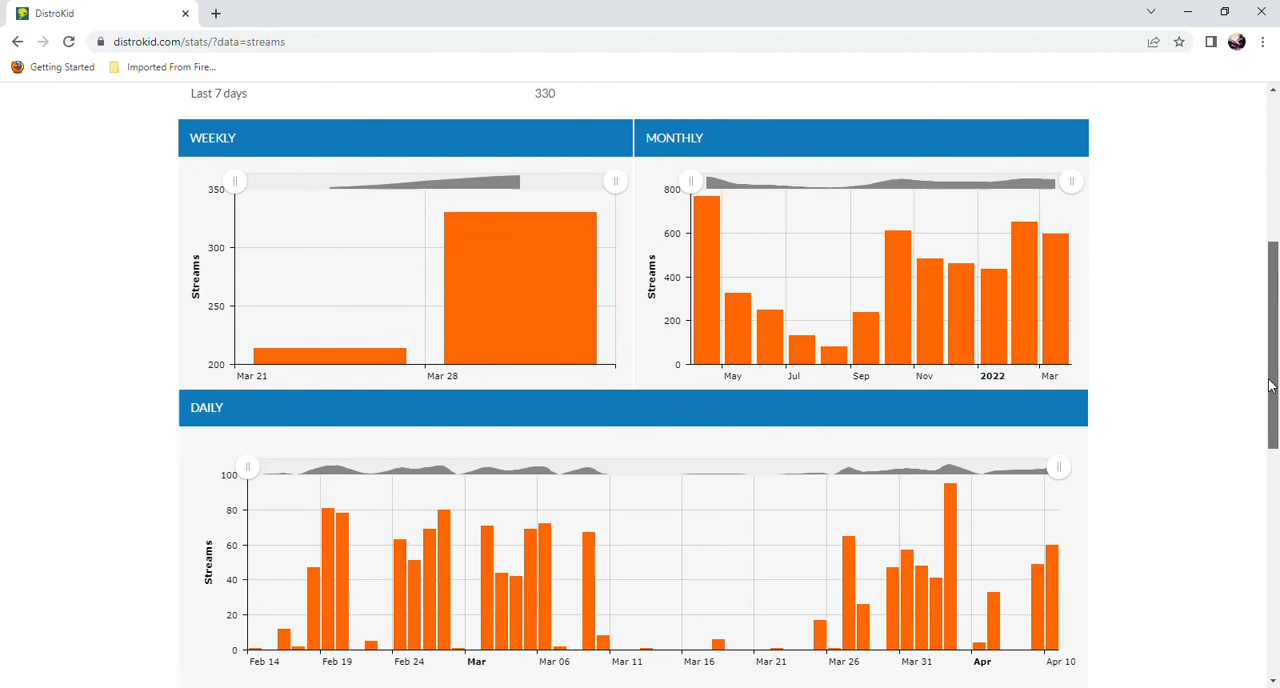 DistroKid
distrokid.com/stats/?data=streams
Getting Started Imported From Fire...
Last 7 days 330
WEEKLY MONTHLY
350
300
250
200
Streams
Mar 21 Mar 28
800
600
400
200
0
Streams
May Jul Sep Nov 2022 Mar
DAILY
100
80
60
40
20
0
Streams
Feb 14 Feb 19 Feb 24 Mar Mar 06 Mar 11 Mar 16 Mar 21 Mar 26 Mar 31 Apr Apr 10